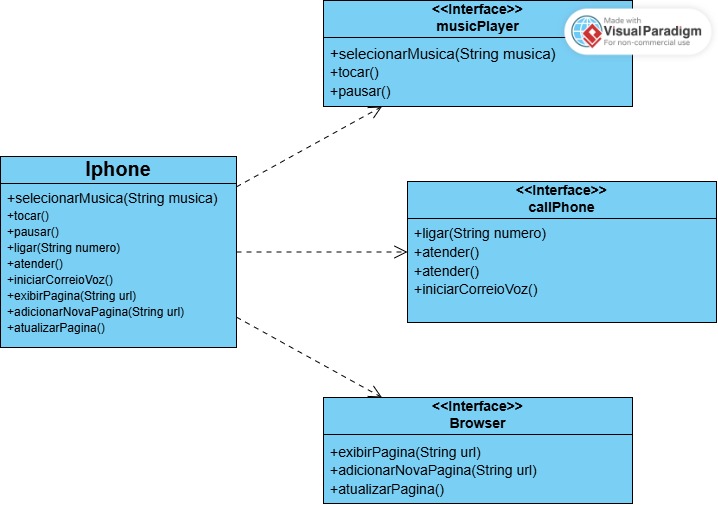 <<Interface>>
musicPlayer
+selecionarMusica(String musica)
+tocar()
+pausar()
Made with
VisualParadigm
For non-commercial use
Iphone
+selecionarMusica(String musica)
+tocar()
+pausar()
+ligar(String numero)
+atender()
+iniciarCorreioVoz()
+exibirPagina(String url)
+adicionarNovaPagina(String url)
+atualizarPagina()
<<Interface>>
callPhone
+ligar(String numero)
+atender()
+atender()
+iniciarCorreioVoz()
<<Interface>>
Browser
+exibirPagina(String url)
+adicionarNovaPagina(String url)
+atualizarPagina()